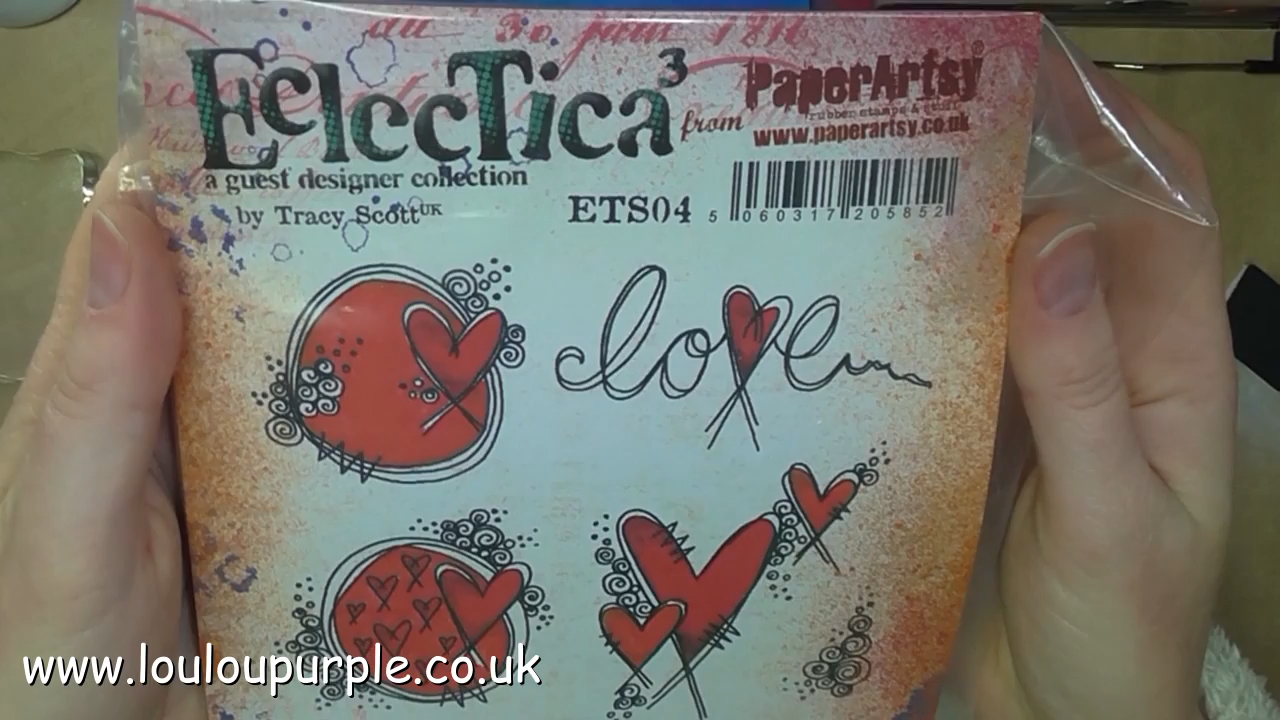 EclecTica³
from
PaperArtsy®
rubber stamps & 
www.paperartsy.co.uk
a guest designer collection
by Tracy Scott UK
ETS04
5 060317 205852
love
www.louloupurple.co.uk